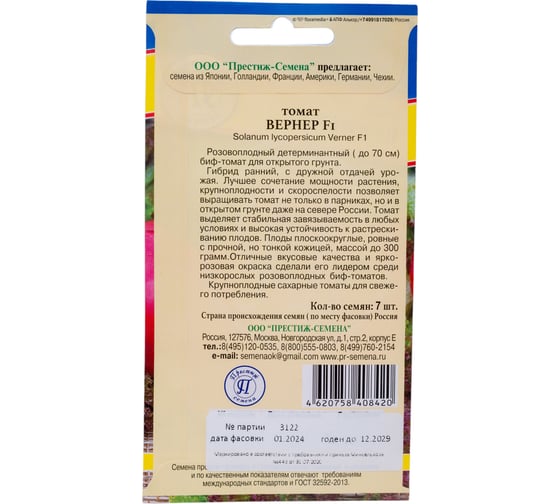 ООО "Престиж-Семена" предлагает:
семена из Японии, Голландии, Франции, Америки, Германии, Чехии.
томат
ВЕРНЕР F1
Solanum lycopersicum Verner F1
Розовоплодный детерминантный ( до 70 см)
биф-томат для открытого грунта.
Гибрид ранний, с дружной отдачей уро-
жая. Лучшее сочетание мощности растения,
крупноплодности и скороспелости позволяет
выращивать томат не только в парниках, но и в
открытом грунте даже на севере России. Томат
выделяет стабильная завязываемость в любых
условиях и высокая устойчивость к растрески-
ванию плодов. Плоды плоскоокруглые, ровные
с прочной, но тонкой кожицей, массой до 300
грамм.Отличные вкусовые качества и ярко-
розовая окраска сделали его лидером среди
низкорослых розовоплодных биф-томатов.
Крупноплодные сахарные томаты для свеже-
го потребления.
Кол-во семян: 7 шт.
Страна происхождения семян ( по месту фасовки) Россия
ООО "ПРЕСТИЖ-СЕМЕНА"
Россия, 127576, Москва, Новгородская ул, д.1, стр.2, корпус Е
тел.:8(495)120-0535, 8(800)555-0803, 8(499)760-2154
e-mail: semenaok@gmail.com www.pr-semena.ru
Престиж
П
семена
4 620758 408420
№ партии 3122
дата фасовки 01.2024 годен до 12.2029
Семена
и по качественным показателям отвечают требованиям
международных стандартов и ГОСТ 32592-2013.